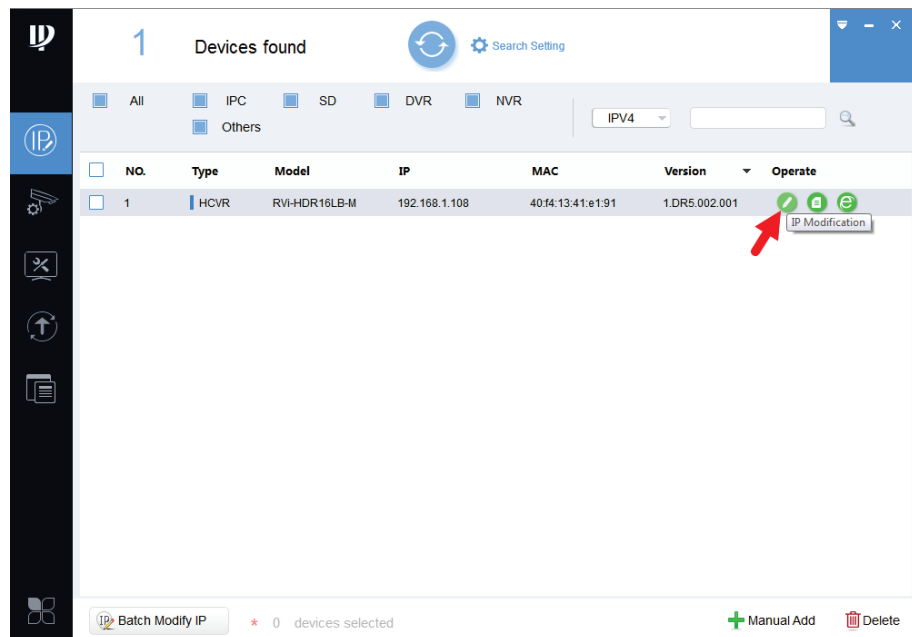 1 Devices found Search Setting
All IPC SD DVR NVR
Others
IPV4
NO. Type Model IP MAC Version Operate
1 HCVR RVi-HDR16LB-M 192.168.1.108 40:f4:13:41:e1:91 1.DR5.002.001
IP Modification
Batch Modify IP * 0 devices selected Manual Add Delete